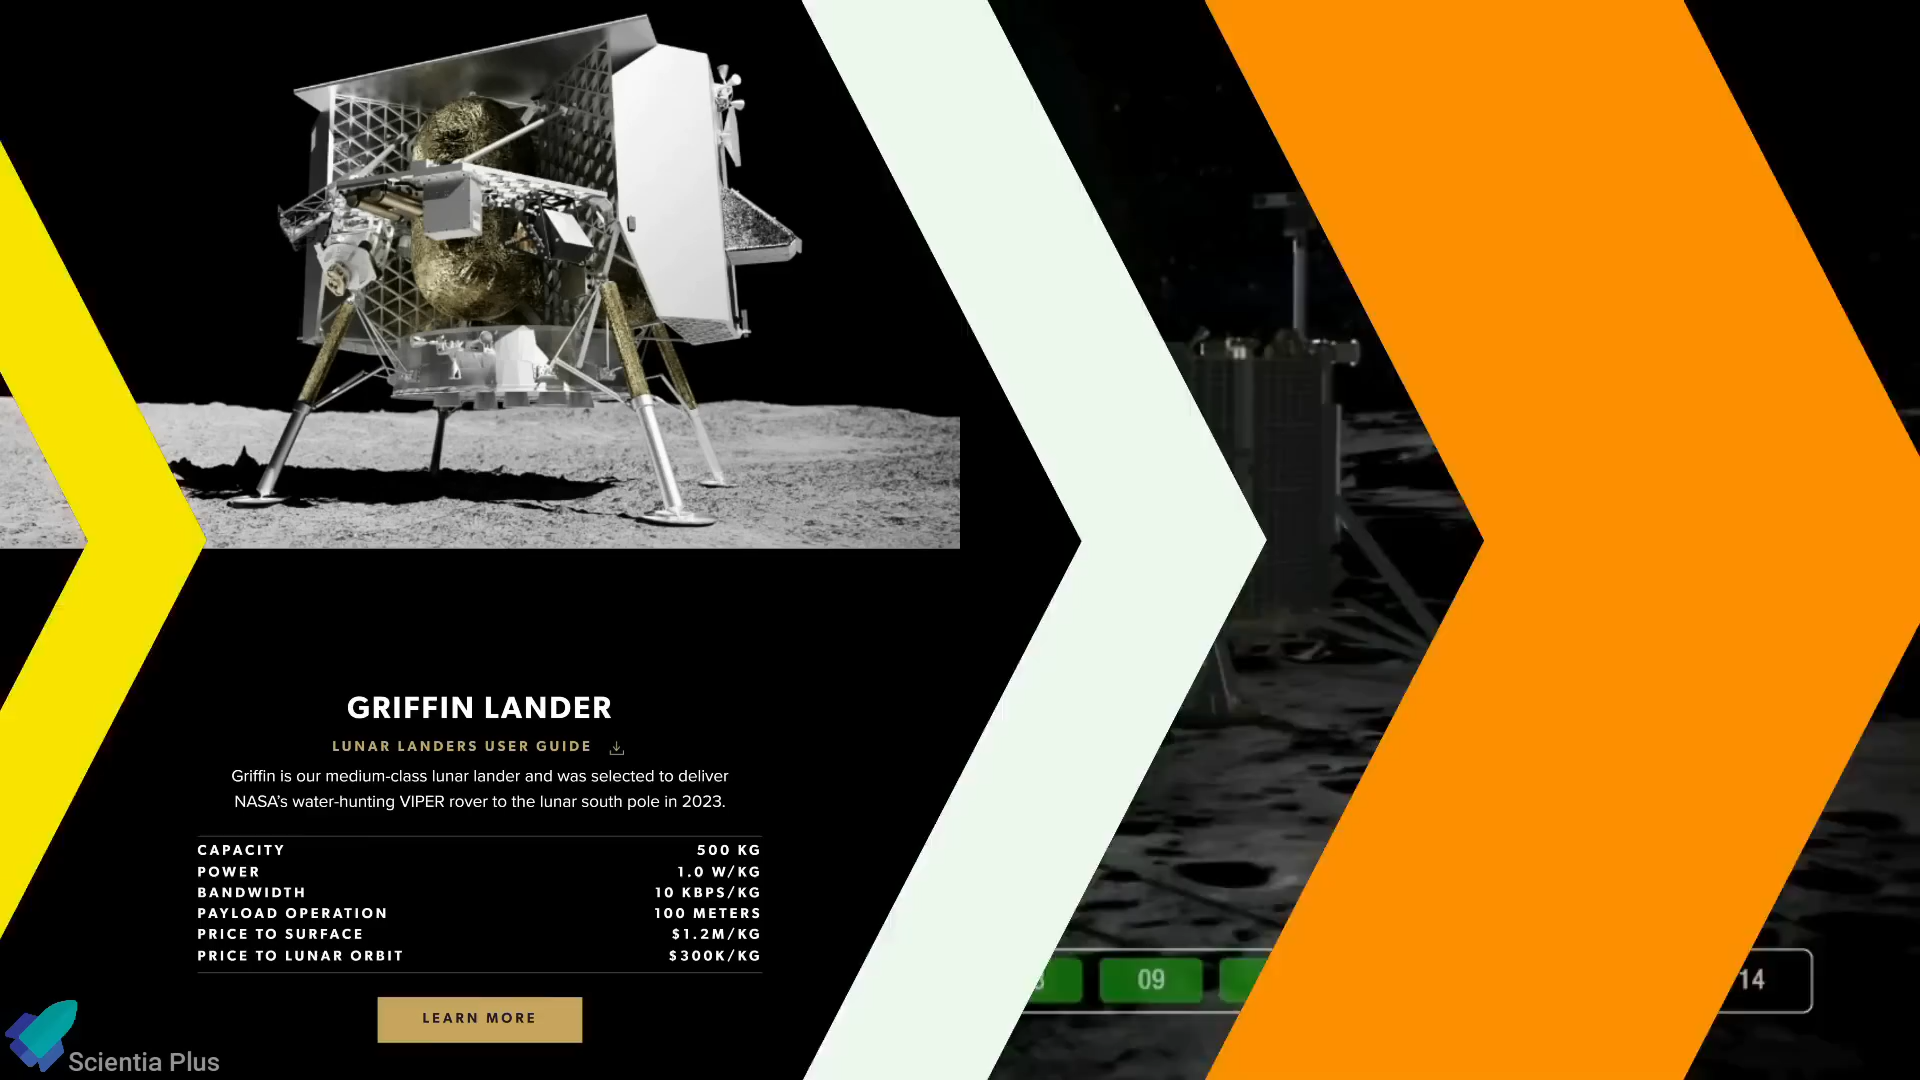 GRIFFIN LANDER
LUNAR LANDERS USER GUIDE
Griffin is our medium-class lunar lander and was selected to deliver
NASA's water-hunting VIPER rover to the lunar south pole in 2023.
CAPACITY 500 KG
POWER 1.0 W/KG
BANDWIDTH 10 KBPS/KG
PAYLOAD OPERATION 100 METERS
PRICE TO SURFACE $1.2M/KG
PRICE TO LUNAR ORBIT $300K/KG
09 14
LEARN MORE
Scientia Plus